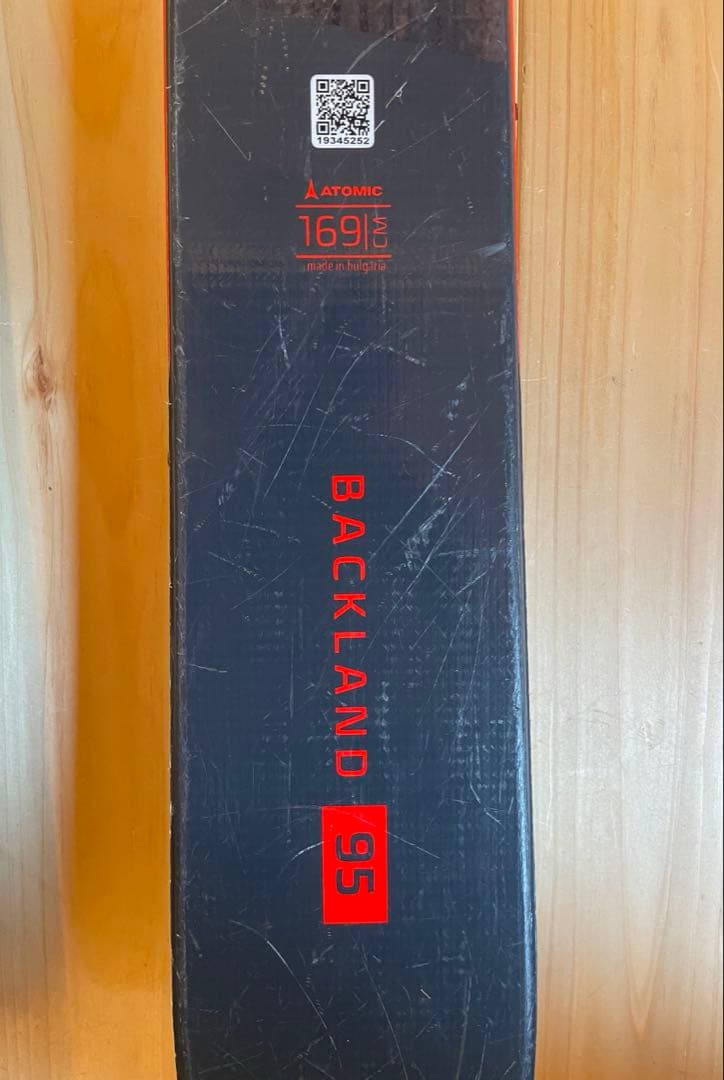 19345252
ATOMIC
169 CM
made in bulgaria
BACKLAND 95